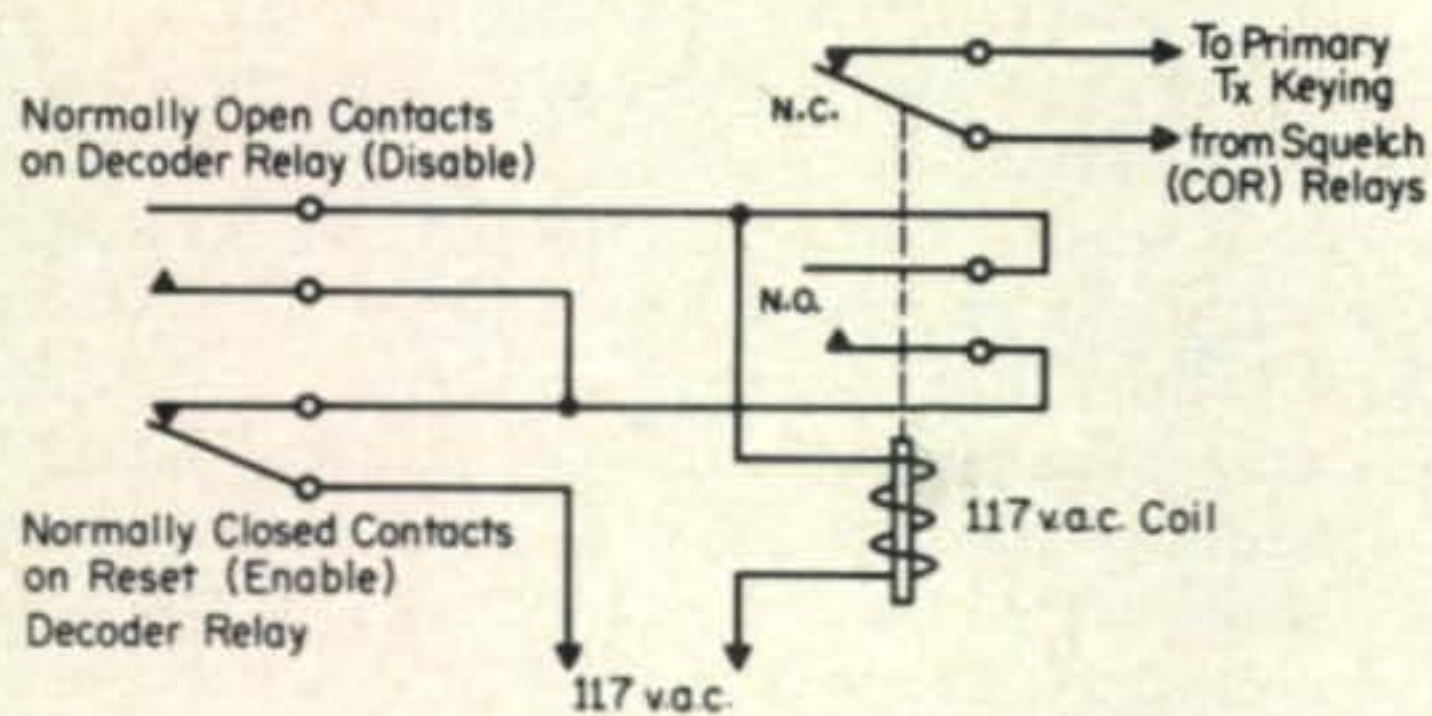 To Primary
Tx Keying
N.C.
from Squelch
(COR) Relays
Normally Open Contacts
on Decoder Relay (Disable)
N.O.
Normally Closed Contacts
on Reset (Enable)
Decoder Relay
117 v.a.c. Coil
117 v.a.c.